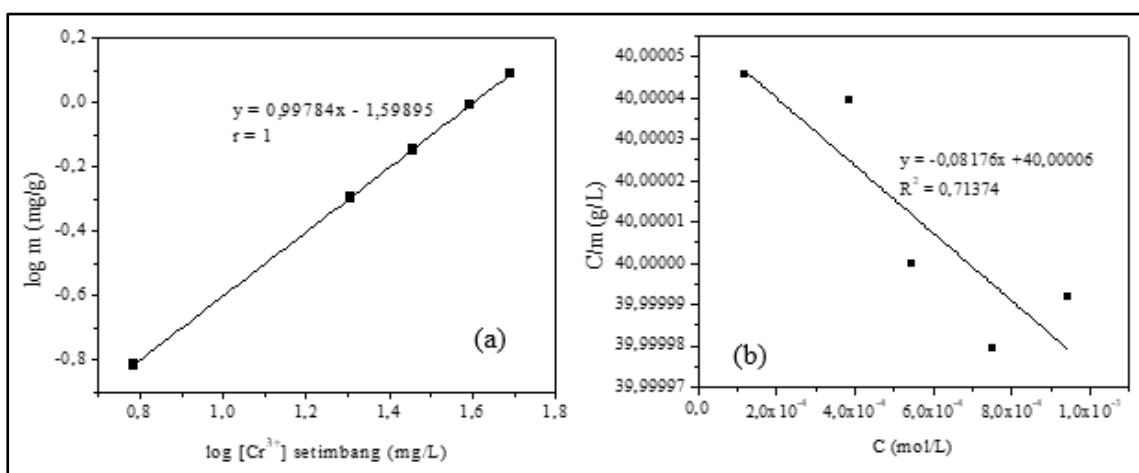 0,2
0,0
-0,2
-0,4
-0,6
-0,8
log m (mg/g)
y = 0,99784x - 1,59895
r = 1
(a)
0,8 1,0 1,2 1,4 1,6 1,8
log [Cr³⁺] setimbang (mg/L)
40,00005
40,00004
40,00003
40,00002
40,00001
40,00000
39,99999
39,99998
39,99997
C/m (g/L)
y = -0,08176x +40,00006
R² = 0,71374
(b)
0,0 2,0x10⁻⁴ 4,0x10⁻⁴ 6,0x10⁻⁴ 8,0x10⁻⁴ 1,0x10⁻³
C (mol/L)